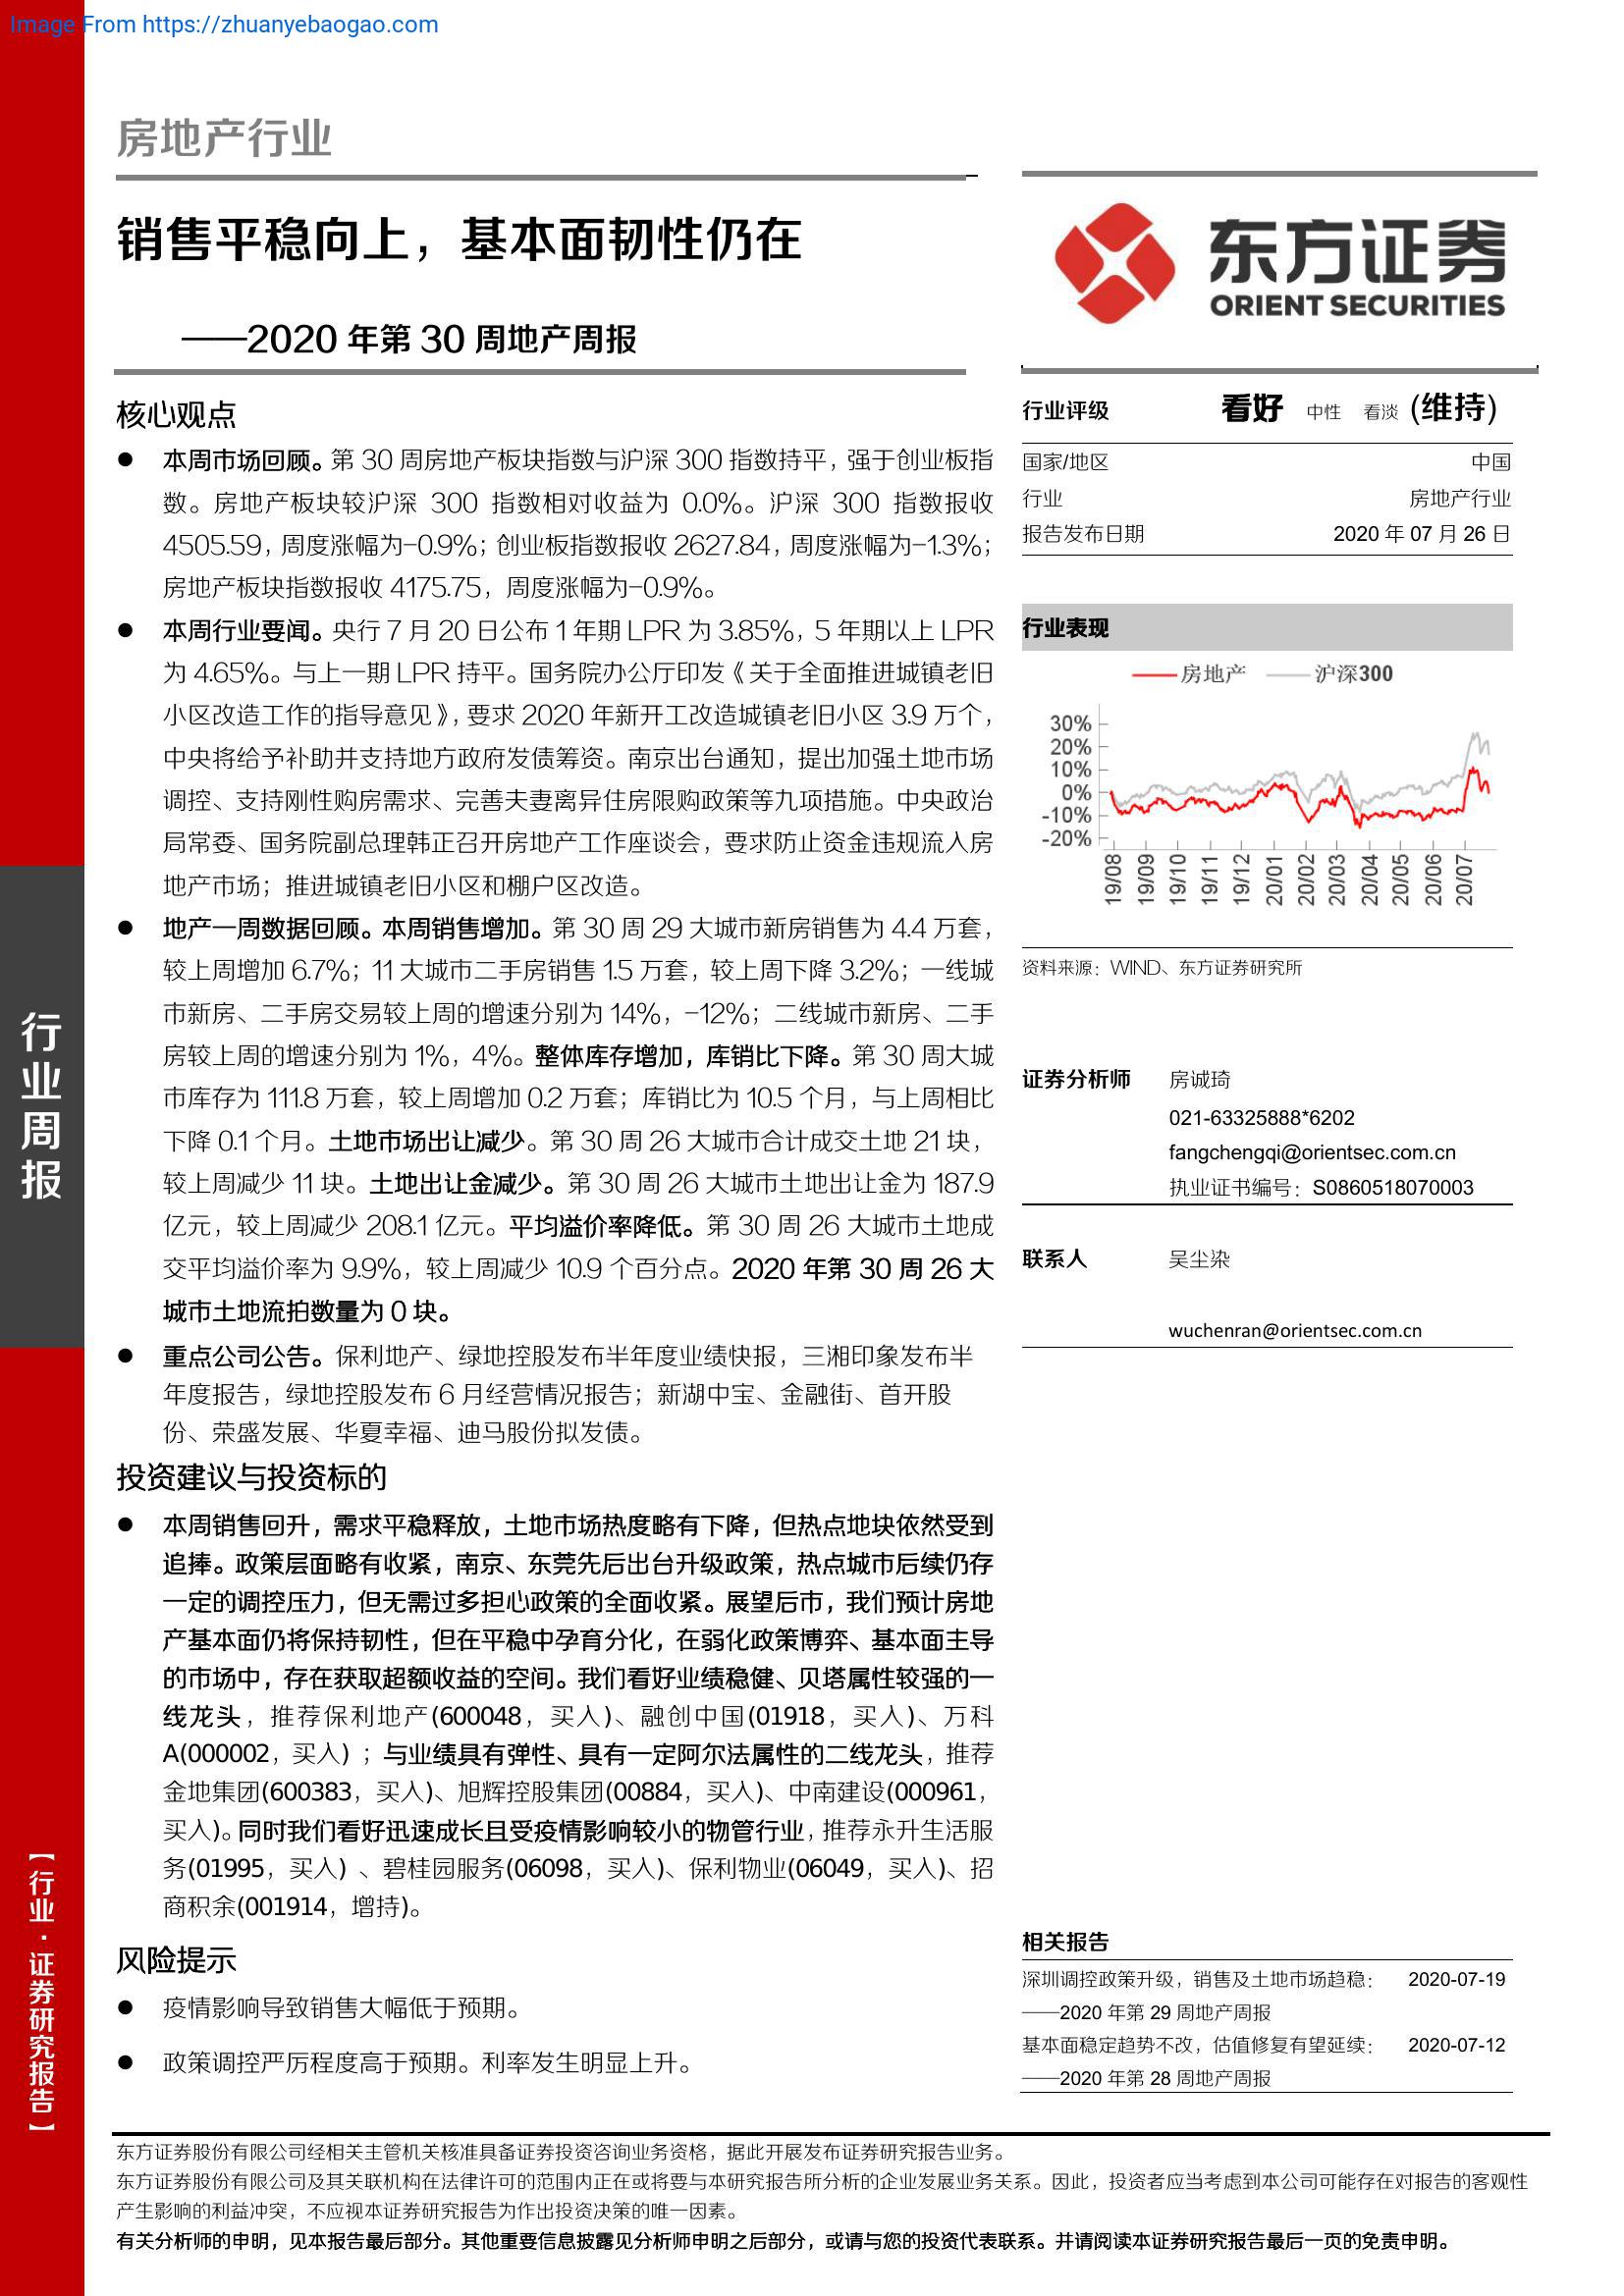 Image From https://zhuanyebaogao.com
房地产行业
销售平稳向上，基本面韧性仍在
——2020 年第 30 周地产周报
核心观点
● 本周市场回顾。第 30 周房地产板块指数与沪深 300 指数持平，强于创业板指
数。房地产板块较沪深 300 指数相对收益为 0.0%。沪深 300 指数报收
4505.59，周度涨幅为-0.9%；创业板指数报收 2627.84，周度涨幅为-1.3%；
房地产板块指数报收 4175.75，周度涨幅为-0.9%。
● 本周行业要闻。央行 7 月 20 日公布 1 年期 LPR 为 3.85%，5 年期以上 LPR
为 4.65%。与上一期 LPR 持平。国务院办公厅印发《关于全面推进城镇老旧
小区改造工作的指导意见》，要求 2020 年新开工改造城镇老旧小区 3.9 万个，
中央将给予补助并支持地方政府发债筹资。南京出台通知，提出加强土地市场
调控、支持刚性购房需求、完善夫妻离异住房限购政策等九项措施。中央政治
局常委、国务院副总理韩正召开房地产工作座谈会，要求防止资金违规流入房
地产市场；推进城镇老旧小区和棚户区改造。
● 地产一周数据回顾。本周销售增加。第 30 周 29 大城市新房销售为 4.4 万套，
较上周增加 6.7%；11 大城市二手房销售 1.5 万套，较上周下降 3.2%；一线城
市新房、二手房交易较上周的增速分别为 14%，-12%；二线城市新房、二手
房较上周的增速分别为 1%，4%。整体库存增加，库销比下降。第 30 周大城
市库存为 111.8 万套，较上周增加 0.2 万套；库销比为 10.5 个月，与上周相比
下降 0.1 个月。土地市场出让减少。第 30 周 26 大城市合计成交土地 21 块，
较上周减少 11 块。土地出让金减少。第 30 周 26 大城市土地出让金为 187.9
亿元，较上周减少 208.1 亿元。平均溢价率降低。第 30 周 26 大城市土地成
交平均溢价率为 9.9%，较上周减少 10.9 个百分点。2020 年第 30 周 26 大
城市土地流拍数量为 0 块。
● 重点公司公告。保利地产、绿地控股发布半年度业绩快报，三湘印象发布半
年度报告，绿地控股发布 6 月经营情况报告；新湖中宝、金融街、首开股
份、荣盛发展、华夏幸福、迪马股份拟发债。
投资建议与投资标的
● 本周销售回升，需求平稳释放，土地市场热度略有下降，但热点地块依然受到
追捧。政策层面略有收紧，南京、东莞先后出台升级政策，热点城市后续仍存
一定的调控压力，但无需过多担心政策的全面收紧。展望后市，我们预计房地
产基本面仍将保持韧性，但在平稳中孕育分化，在弱化政策博弈、基本面主导
的市场中，存在获取超额收益的空间。我们看好业绩稳健、贝塔属性较强的一
线龙头，推荐保利地产(600048，买入)、融创中国(01918，买入)、万科
A(000002，买入)；与业绩具有弹性、具有一定阿尔法属性的二线龙头，推荐
金地集团(600383，买入)、旭辉控股集团(00884，买入)、中南建设(000961，
买入)。同时我们看好迅速成长且受疫情影响较小的物管行业，推荐永升生活服
务(01995，买入) 、碧桂园服务(06098，买入)、保利物业(06049，买入)、招
商积余(001914，增持)。
风险提示
● 疫情影响导致销售大幅低于预期。
● 政策调控严厉程度高于预期。利率发生明显上升。
东方证券
ORIENT SECURITIES
行业评级 看好 中性 看淡 (维持)
国家/地区 中国
行业 房地产行业
报告发布日期 2020 年 07 月 26 日
行业表现
房地产 沪深300
30%
20%
10%
0%
-10%
-20%
19/08 19/09 19/10 19/11 19/12 20/01 20/02 20/03 20/04 20/05 20/06 20/07
资料来源：WIND、东方证券研究所
证券分析师 房诚琦
021-63325888*6202
fangchengqi@orientsec.com.cn
执业证书编号：S0860518070003
联系人 吴尘染
wuchenran@orientsec.com.cn
相关报告
深圳调控政策升级，销售及土地市场趋稳： 2020-07-19
——2020 年第 29 周地产周报
基本面稳定趋势不改，估值修复有望延续： 2020-07-12
——2020 年第 28 周地产周报
行业周报
【行业·证券研究报告】
东方证券股份有限公司经相关主管机关核准具备证券投资咨询业务资格，据此开展发布证券研究报告业务。
东方证券股份有限公司及其关联机构在法律许可的范围内正在或将要与本研究报告所分析的企业发展业务关系。因此，投资者应当考虑到本公司可能存在对报告的客观性
产生影响的利益冲突，不应视本证券研究报告为作出投资决策的唯一因素。
有关分析师的申明，见本报告最后部分。其他重要信息披露见分析师申明之后部分，或请与您的投资代表联系。并请阅读本证券研究报告最后一页的免责申明。